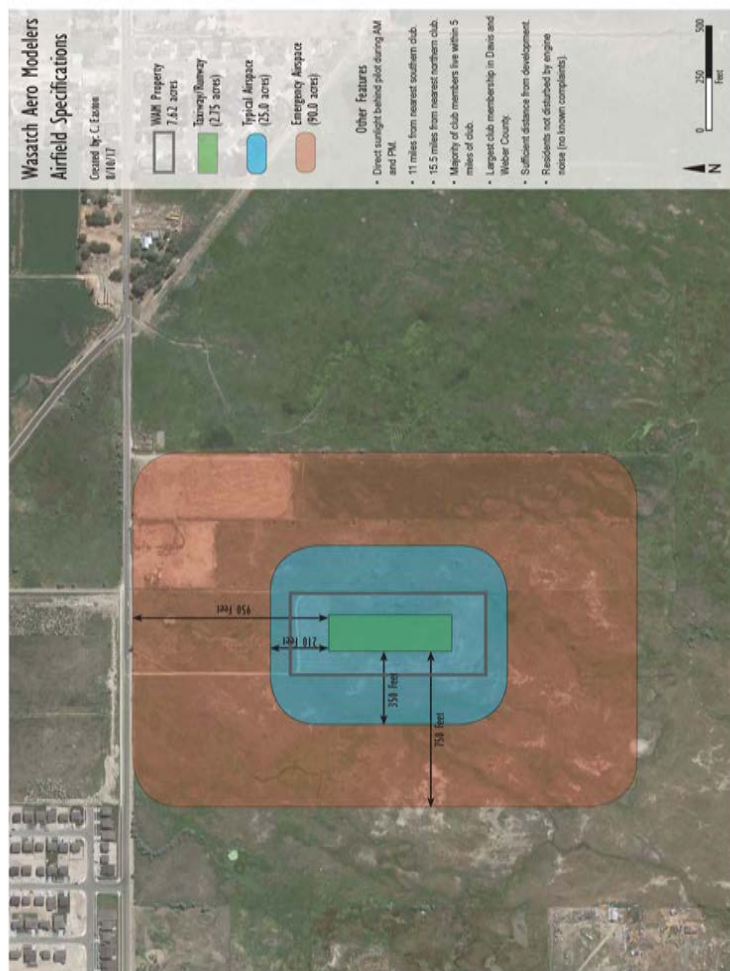 Wasatch Aero Modelers
Airfield Specifications
Created by: C. Easton
8/10/17
WAM Property
7.62 acres
Taxiway/Runway
(2.75 acres)
Typical Airspace
(25.0 acres)
Emergency Airspace
(90.0 acres)
Other Features
• Direct sunlight behind pilot during AM
and PM.
• 11 miles from nearest southern club.
• 15.5 miles from nearest northern club.
• Majority of club members live within 5
miles of club.
• Largest club membership in Davis and
Weber County.
• Sufficient distance from development.
• Residents not disturbed by engine
noise (no known complaints).
N
0 250 500
Feet
950 Feet
210 Feet
350 Feet
750 Feet